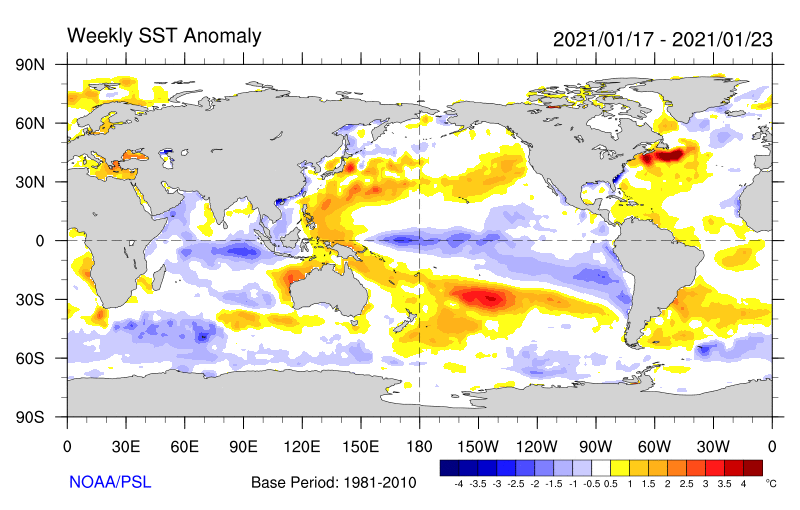 Weekly SST Anomaly
2021/01/17 - 2021/01/23
90N
60N
30N
0
30S
60S
90S
0 30E 60E 90E 120E 150E 180 150W 120W 90W 60W 30W 0
NOAA/PSL
Base Period: 1981-2010
-4 -3.5 -3 -2.5 -2 -1.5 -1 -0.5 0.5 1 1.5 2 2.5 3 3.5 4 °C